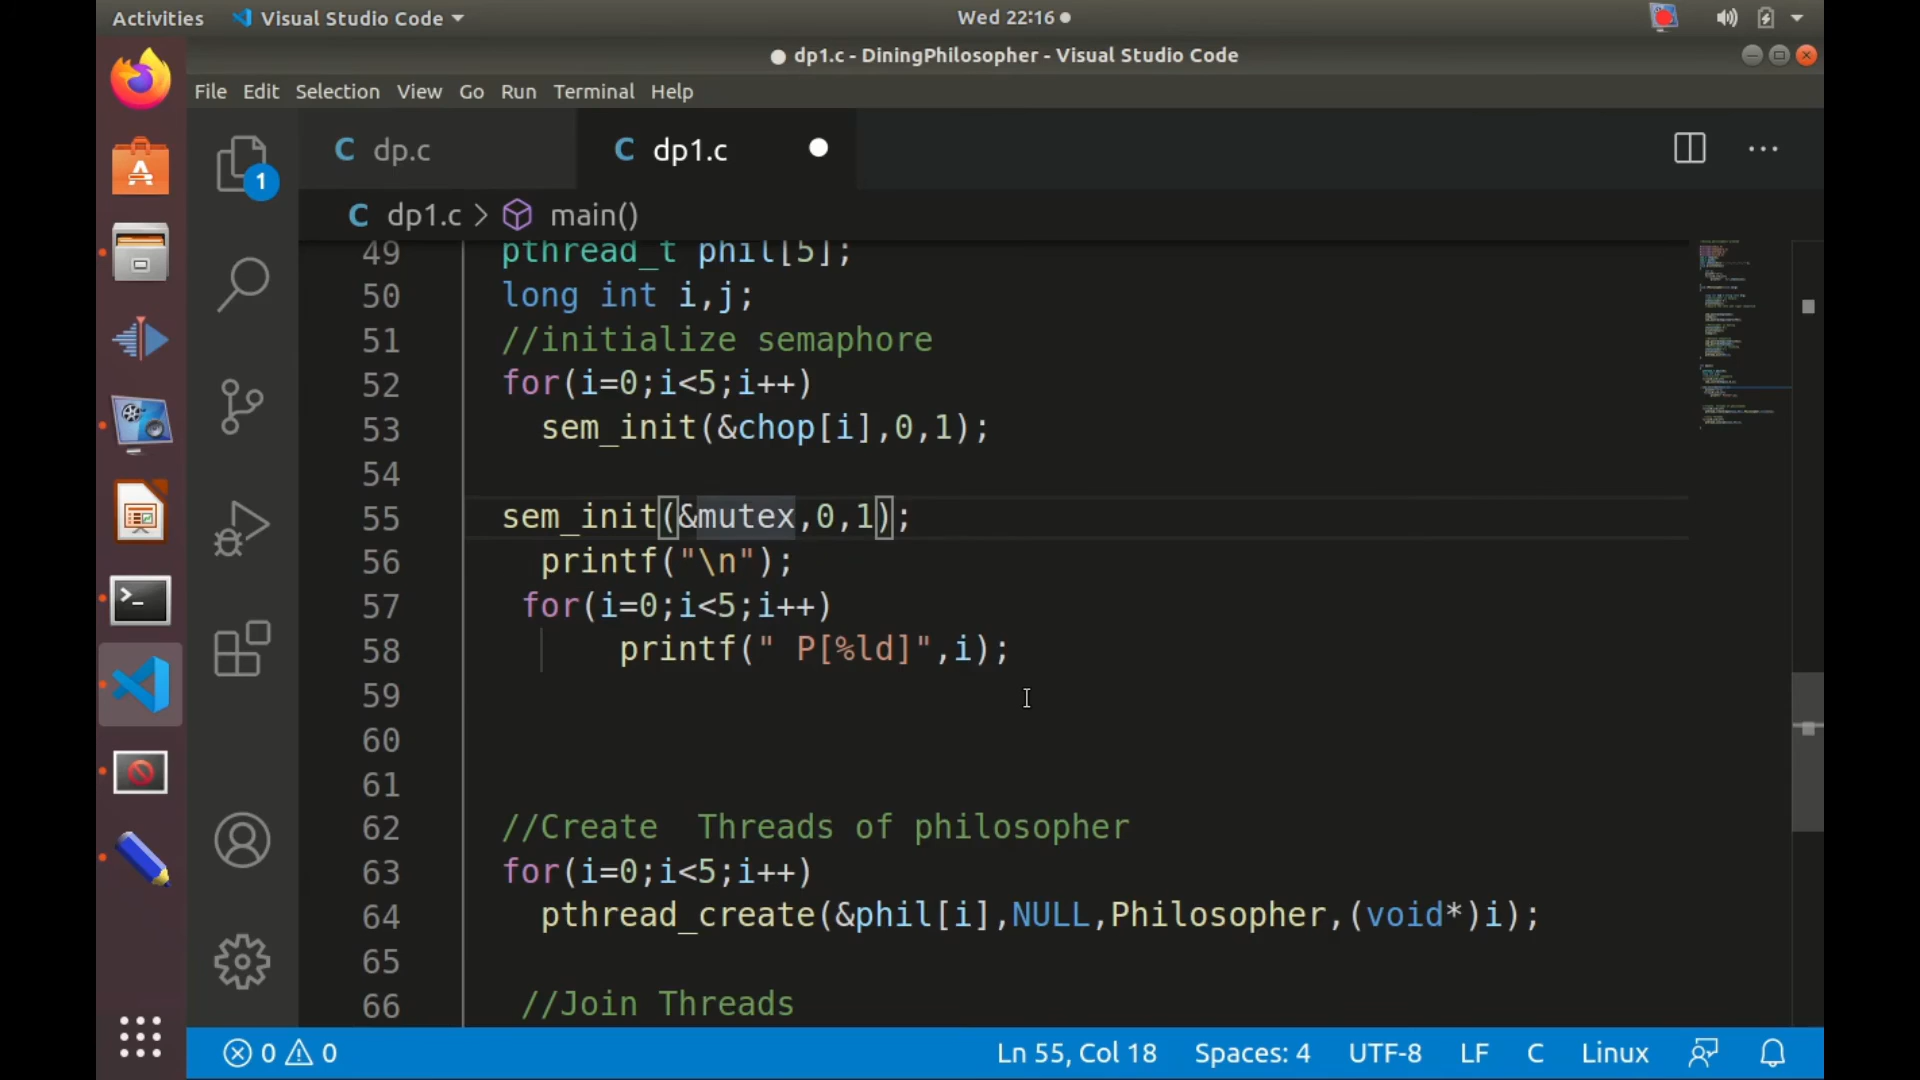 Activities Visual Studio Code Wed 22:16
dp1.c - DiningPhilosopher - Visual Studio Code
File Edit Selection View Go Run Terminal Help
1
C dp.c C dp1.c
C dp1.c > main()
49 pthread_t phil[5];
50 long int i,j;
51 //initialize semaphore
52 for(i=0;i<5;i++)
53 sem_init(&chop[i],0,1);
54
55 sem_init(&mutex,0,1);
56 printf("\n");
57 for(i=0;i<5;i++)
58 printf(" P[%ld]",i);
59
60
61
62 //Create  Threads of philosopher
63 for(i=0;i<5;i++)
64 pthread_create(&phil[i],NULL,Philosopher,(void*)i);
65
66 //Join Threads
0 0 Ln 55, Col 18 Spaces: 4 UTF-8 LF C Linux